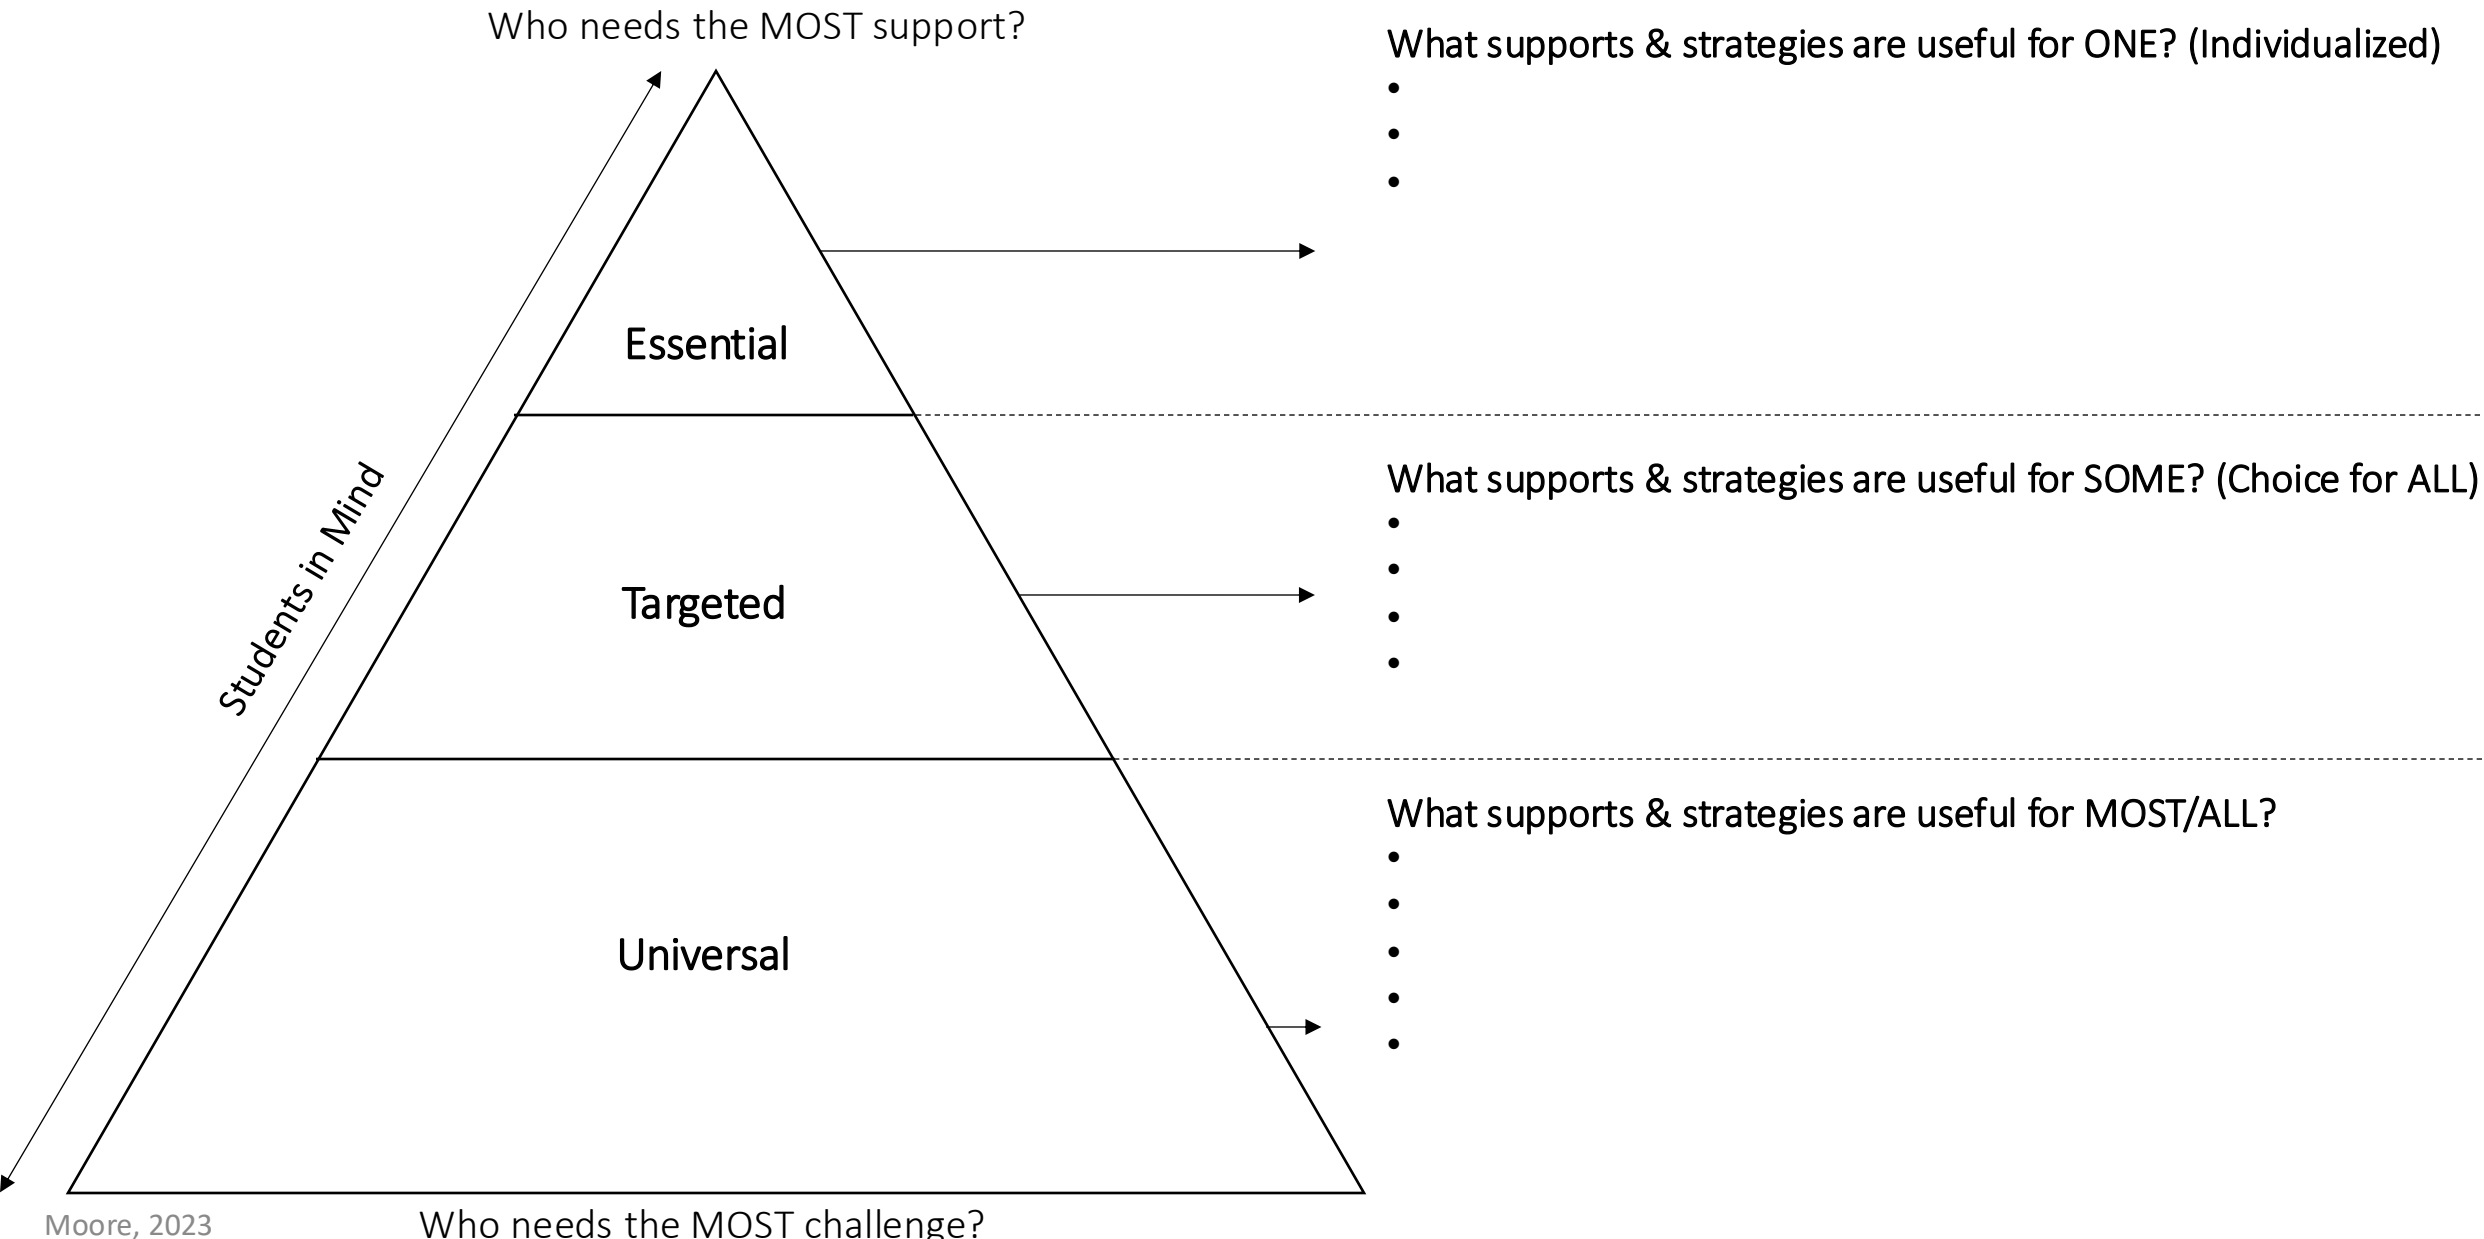 Who needs the MOST support?
What supports & strategies are useful for ONE? (Individualized)
•
•
•
Essential
Students in Mind
What supports & strategies are useful for SOME? (Choice for ALL)
•
•
•
•
Targeted
What supports & strategies are useful for MOST/ALL?
•
•
•
•
•
Universal
Moore, 2023
Who needs the MOST challenge?